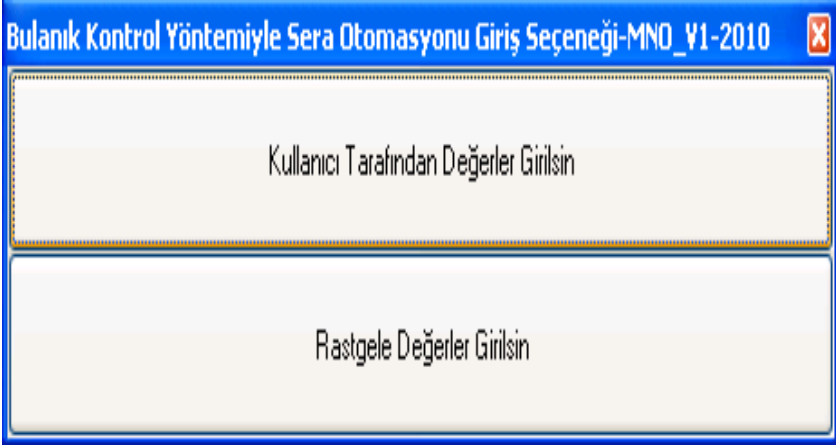 Bulanık Kontrol Yöntemiyle Sera Otomasyonu Giriş Seçeneği-MNO_V1-2010
Kullanıcı Tarafından Değerler Girilsin
Rastgele Değerler Girilsin